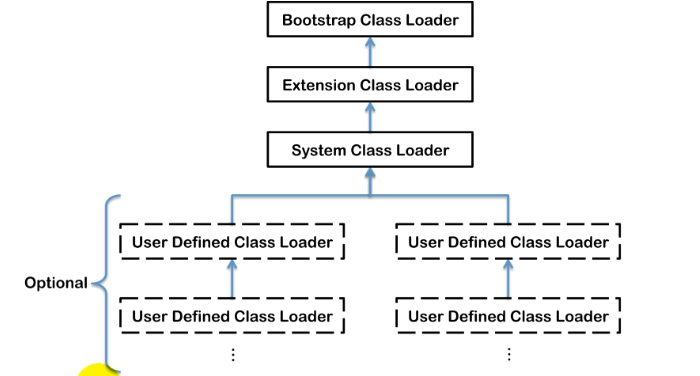 Bootstrap Class Loader
Extension Class Loader
System Class Loader
User Defined Class Loader
User Defined Class Loader
Optional
User Defined Class Loader
User Defined Class Loader